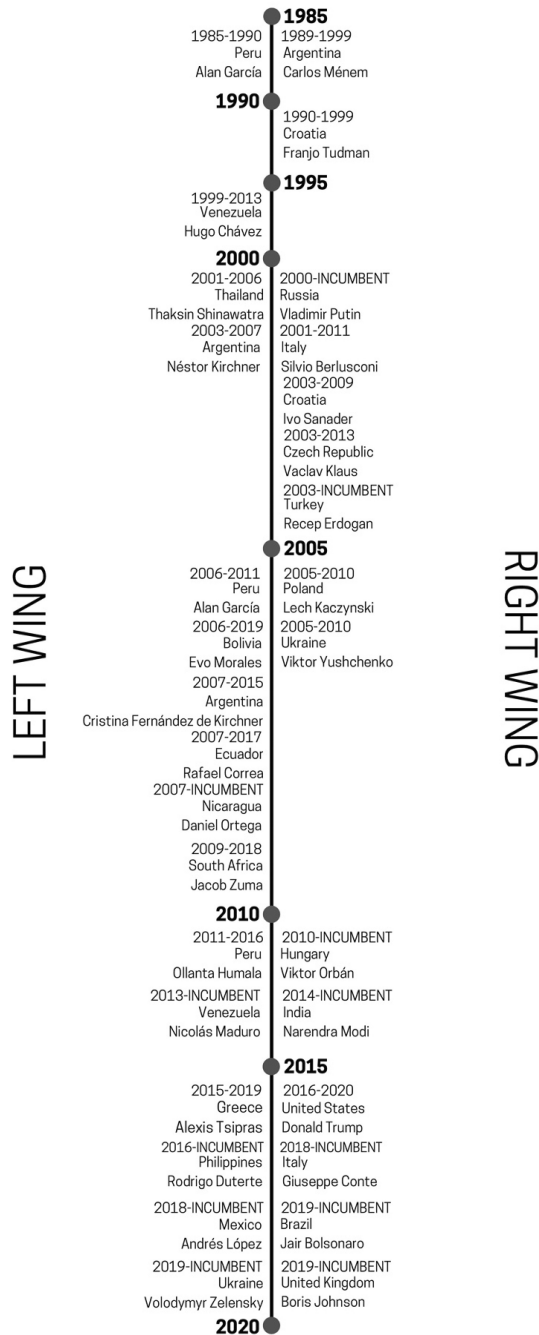 1985
1985-1990
Peru
Alan García
1989-1999
Argentina
Carlos Ménem
1990
1990-1999
Croatia
Franjo Tudman
1995
1999-2013
Venezuela
Hugo Chávez
2000
2001-2006
Thailand
Thaksin Shinawatra
2003-2007
Argentina
Néstor Kirchner
2000-INCUMBENT
Russia
Vladimir Putin
2001-2011
Italy
Silvio Berlusconi
2003-2009
Croatia
Ivo Sanader
2003-2013
Czech Republic
Vaclav Klaus
2003-INCUMBENT
Turkey
Recep Erdogan
2005
LEFT WING
RIGHT WING
2006-2011
Peru
Alan García
2006-2019
Bolivia
Evo Morales
2007-2015
Argentina
Cristina Fernández de Kirchner
2007-2017
Ecuador
Rafael Correa
2007-INCUMBENT
Nicaragua
Daniel Ortega
2009-2018
South Africa
Jacob Zuma
2005-2010
Poland
Lech Kaczynski
2005-2010
Ukraine
Viktor Yushchenko
2010
2011-2016
Peru
Ollanta Humala
2013-INCUMBENT
Venezuela
Nicolás Maduro
2010-INCUMBENT
Hungary
Viktor Orbán
2014-INCUMBENT
India
Narendra Modi
2015
2015-2019
Greece
Alexis Tsipras
2016-INCUMBENT
Philippines
Rodrigo Duterte
2018-INCUMBENT
Mexico
Andrés López
2019-INCUMBENT
Ukraine
Volodymyr Zelensky
2016-2020
United States
Donald Trump
2018-INCUMBENT
Italy
Giuseppe Conte
2019-INCUMBENT
Brazil
Jair Bolsonaro
2019-INCUMBENT
United Kingdom
Boris Johnson
2020